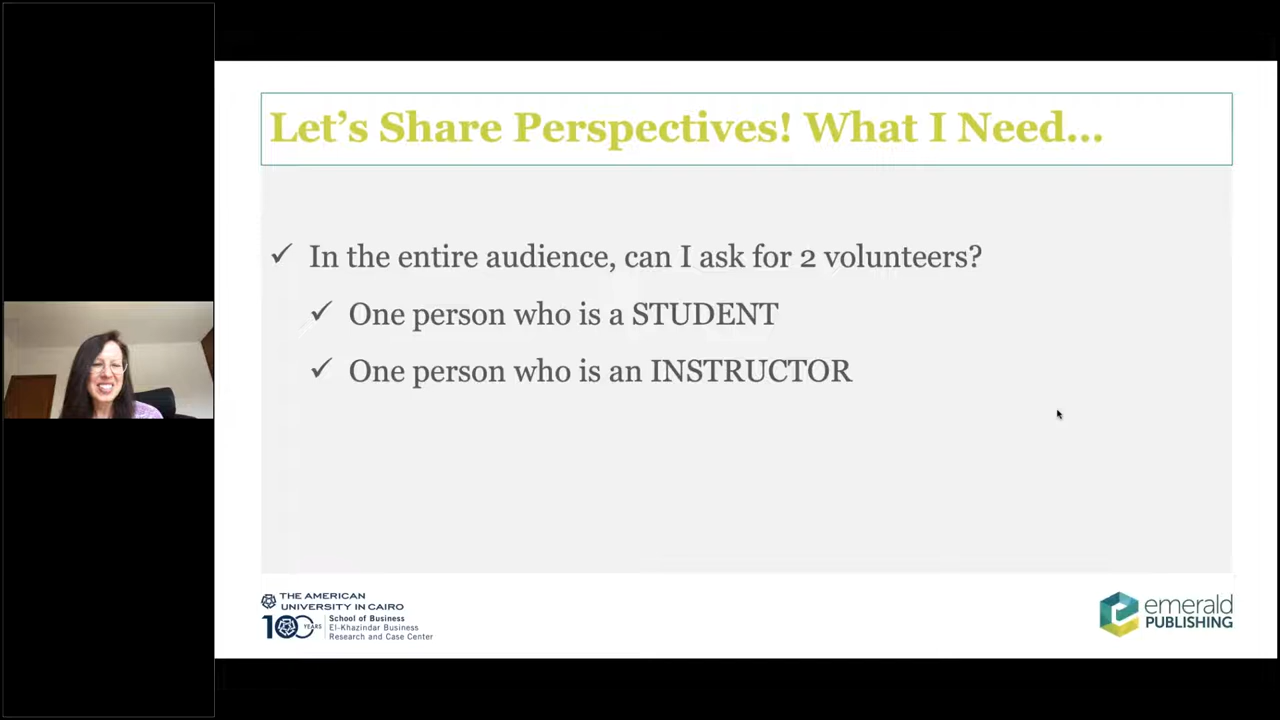 Let's Share Perspectives! What I Need...
✓ In the entire audience, can I ask for 2 volunteers?
✓ One person who is a STUDENT
✓ One person who is an INSTRUCTOR
THE AMERICAN
UNIVERSITY IN CAIRO
100 YEARS
School of Business
El-Khazindar Business
Research and Case Center
emerald
PUBLISHING